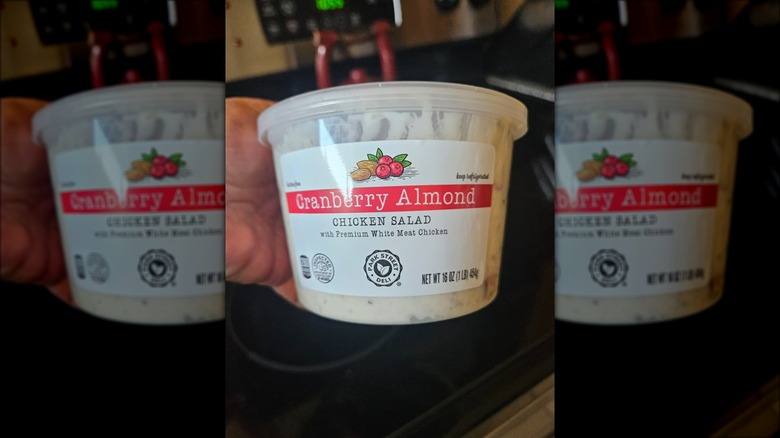 keep refrigerated
Cranberry Almond
CHICKEN SALAD
with Premium White Meat Chicken
PARK STREET
DELI
NET WT 16 OZ (1 LB) 454g